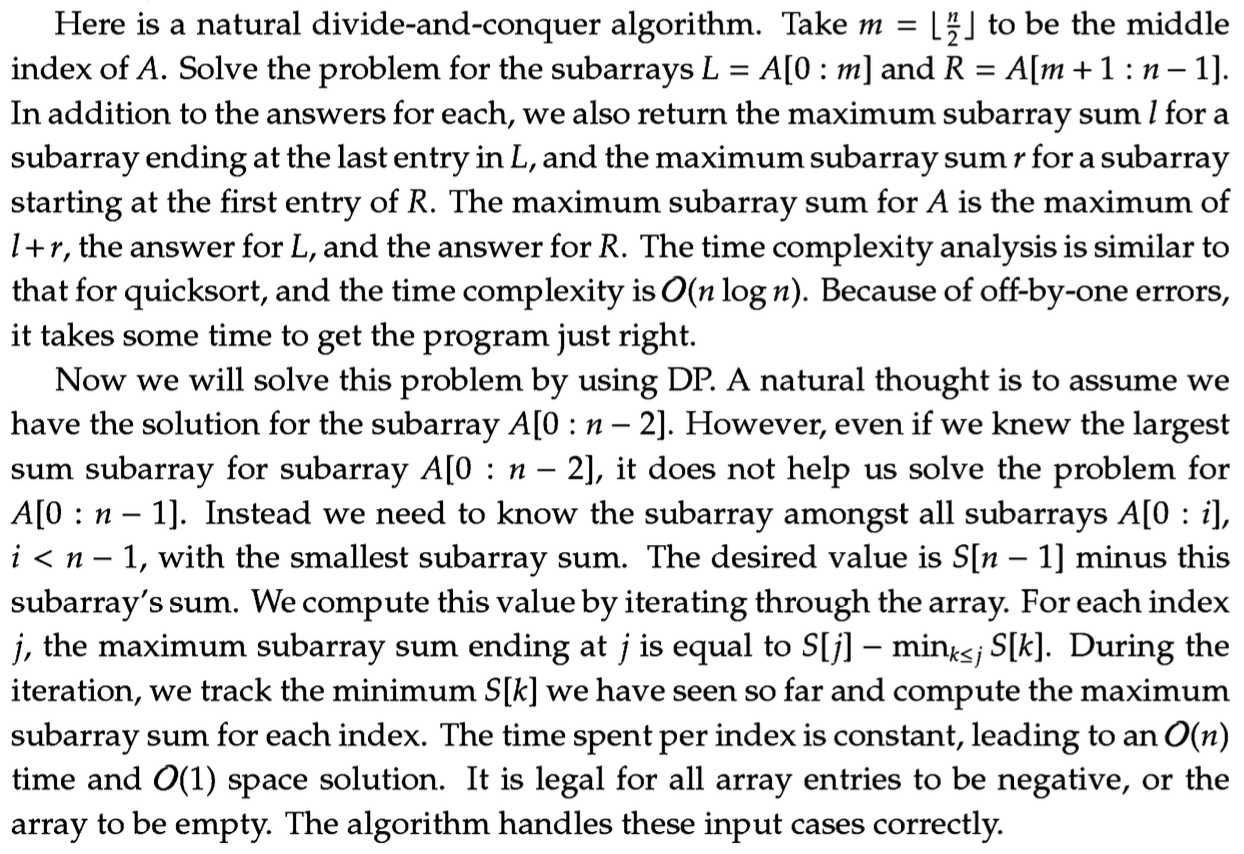 Here is a natural divide-and-conquer algorithm. Take m = ⌊n/2⌋ to be the middle
index of A. Solve the problem for the subarrays L = A[0 : m] and R = A[m + 1 : n − 1].
In addition to the answers for each, we also return the maximum subarray sum l for a
subarray ending at the last entry in L, and the maximum subarray sum r for a subarray
starting at the first entry of R. The maximum subarray sum for A is the maximum of
l + r, the answer for L, and the answer for R. The time complexity analysis is similar to
that for quicksort, and the time complexity is O(n log n). Because of off-by-one errors,
it takes some time to get the program just right.
Now we will solve this problem by using DP. A natural thought is to assume we
have the solution for the subarray A[0 : n − 2]. However, even if we knew the largest
sum subarray for subarray A[0 : n − 2], it does not help us solve the problem for
A[0 : n − 1]. Instead we need to know the subarray amongst all subarrays A[0 : i],
i < n − 1, with the smallest subarray sum. The desired value is S[n − 1] minus this
subarray's sum. We compute this value by iterating through the array. For each index
j, the maximum subarray sum ending at j is equal to S[j] − min_{k≤j} S[k]. During the
iteration, we track the minimum S[k] we have seen so far and compute the maximum
subarray sum for each index. The time spent per index is constant, leading to an O(n)
time and O(1) space solution. It is legal for all array entries to be negative, or the
array to be empty. The algorithm handles these input cases correctly.